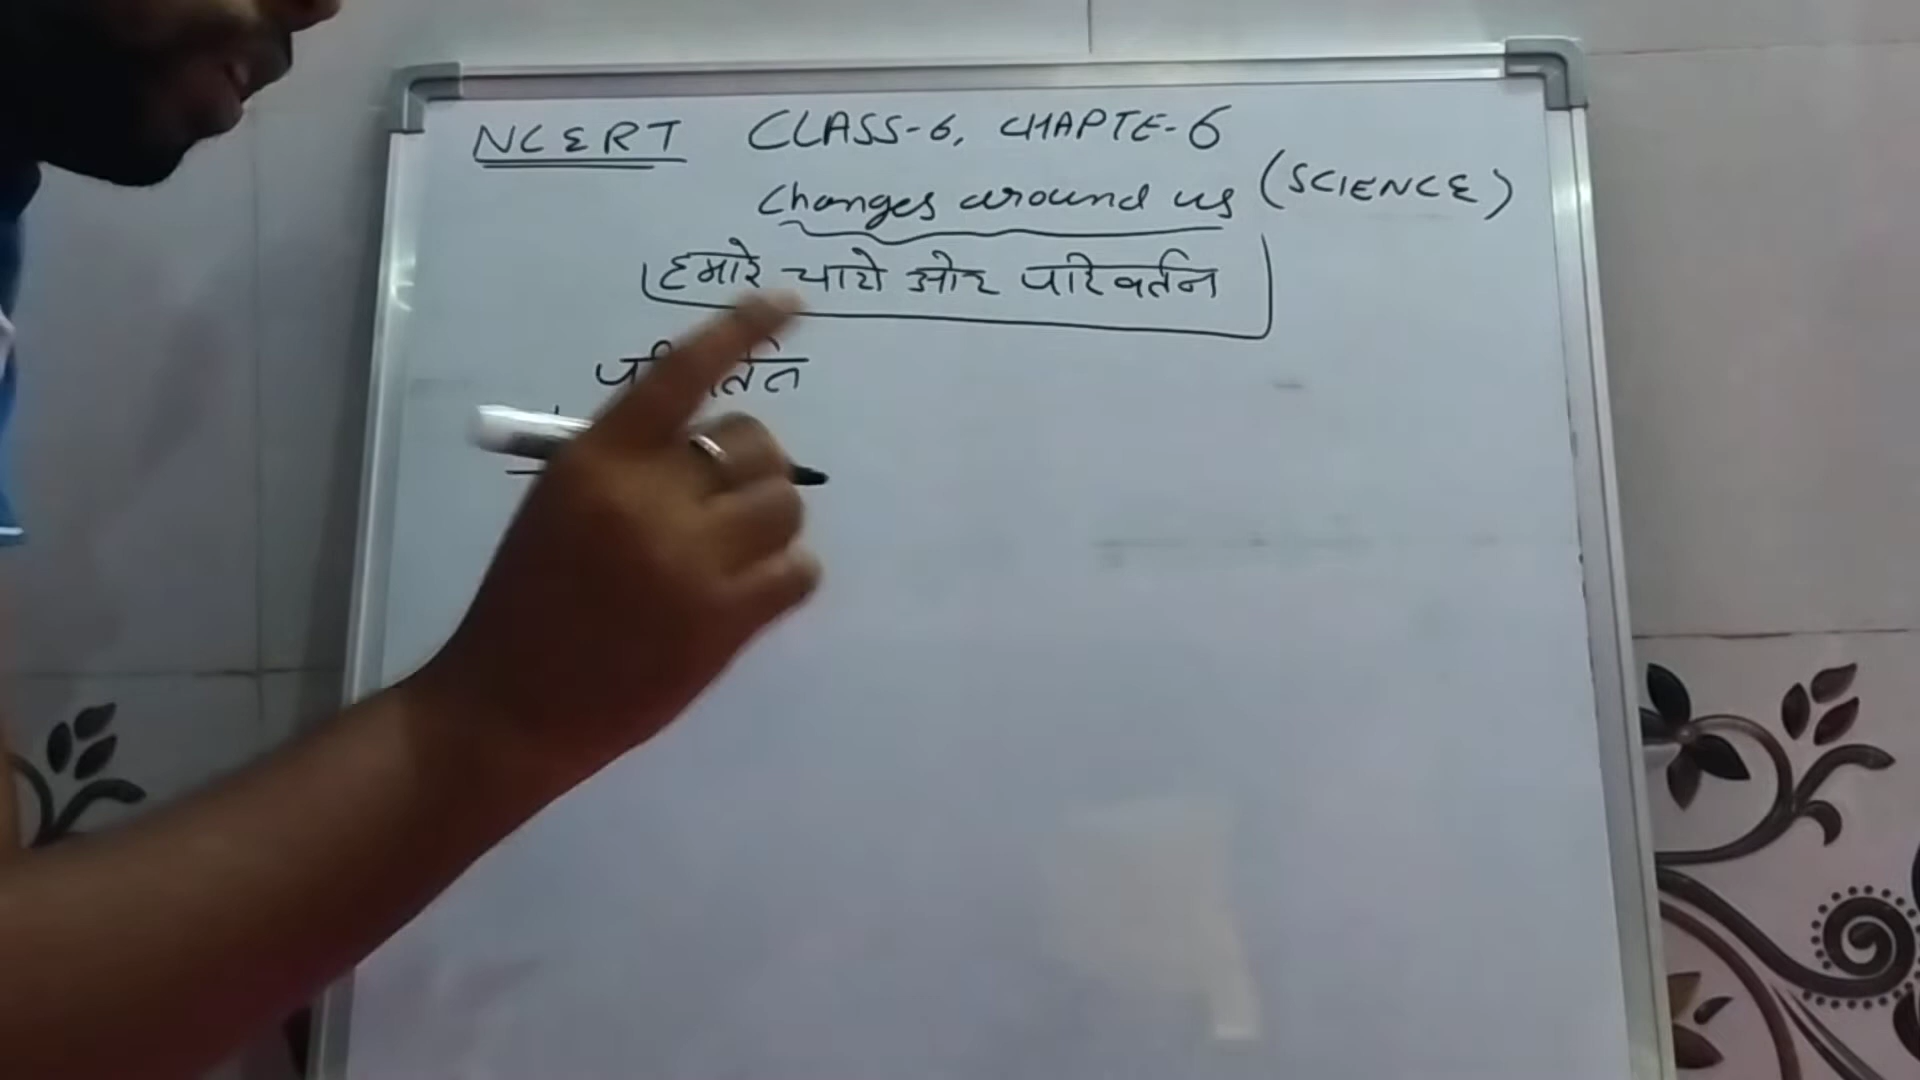 NCERT CLASS-6, CHAPTE-6
Changes around us (SCIENCE)
हमारे चारो ओर परिवर्तन